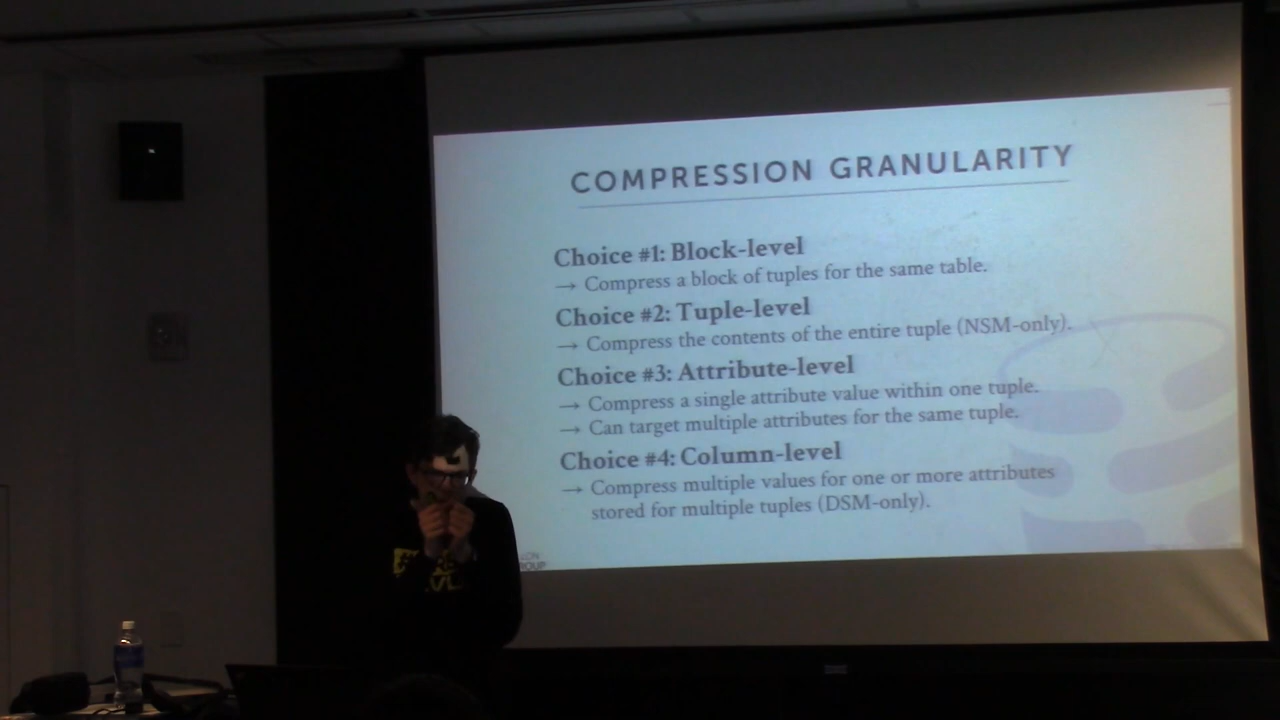 COMPRESSION GRANULARITY
Choice #1: Block-level
→ Compress a block of tuples for the same table.
Choice #2: Tuple-level
→ Compress the contents of the entire tuple (NSM-only).
Choice #3: Attribute-level
→ Compress a single attribute value within one tuple.
→ Can target multiple attributes for the same tuple.
Choice #4: Column-level
→ Compress multiple values for one or more attributes
stored for multiple tuples (DSM-only).